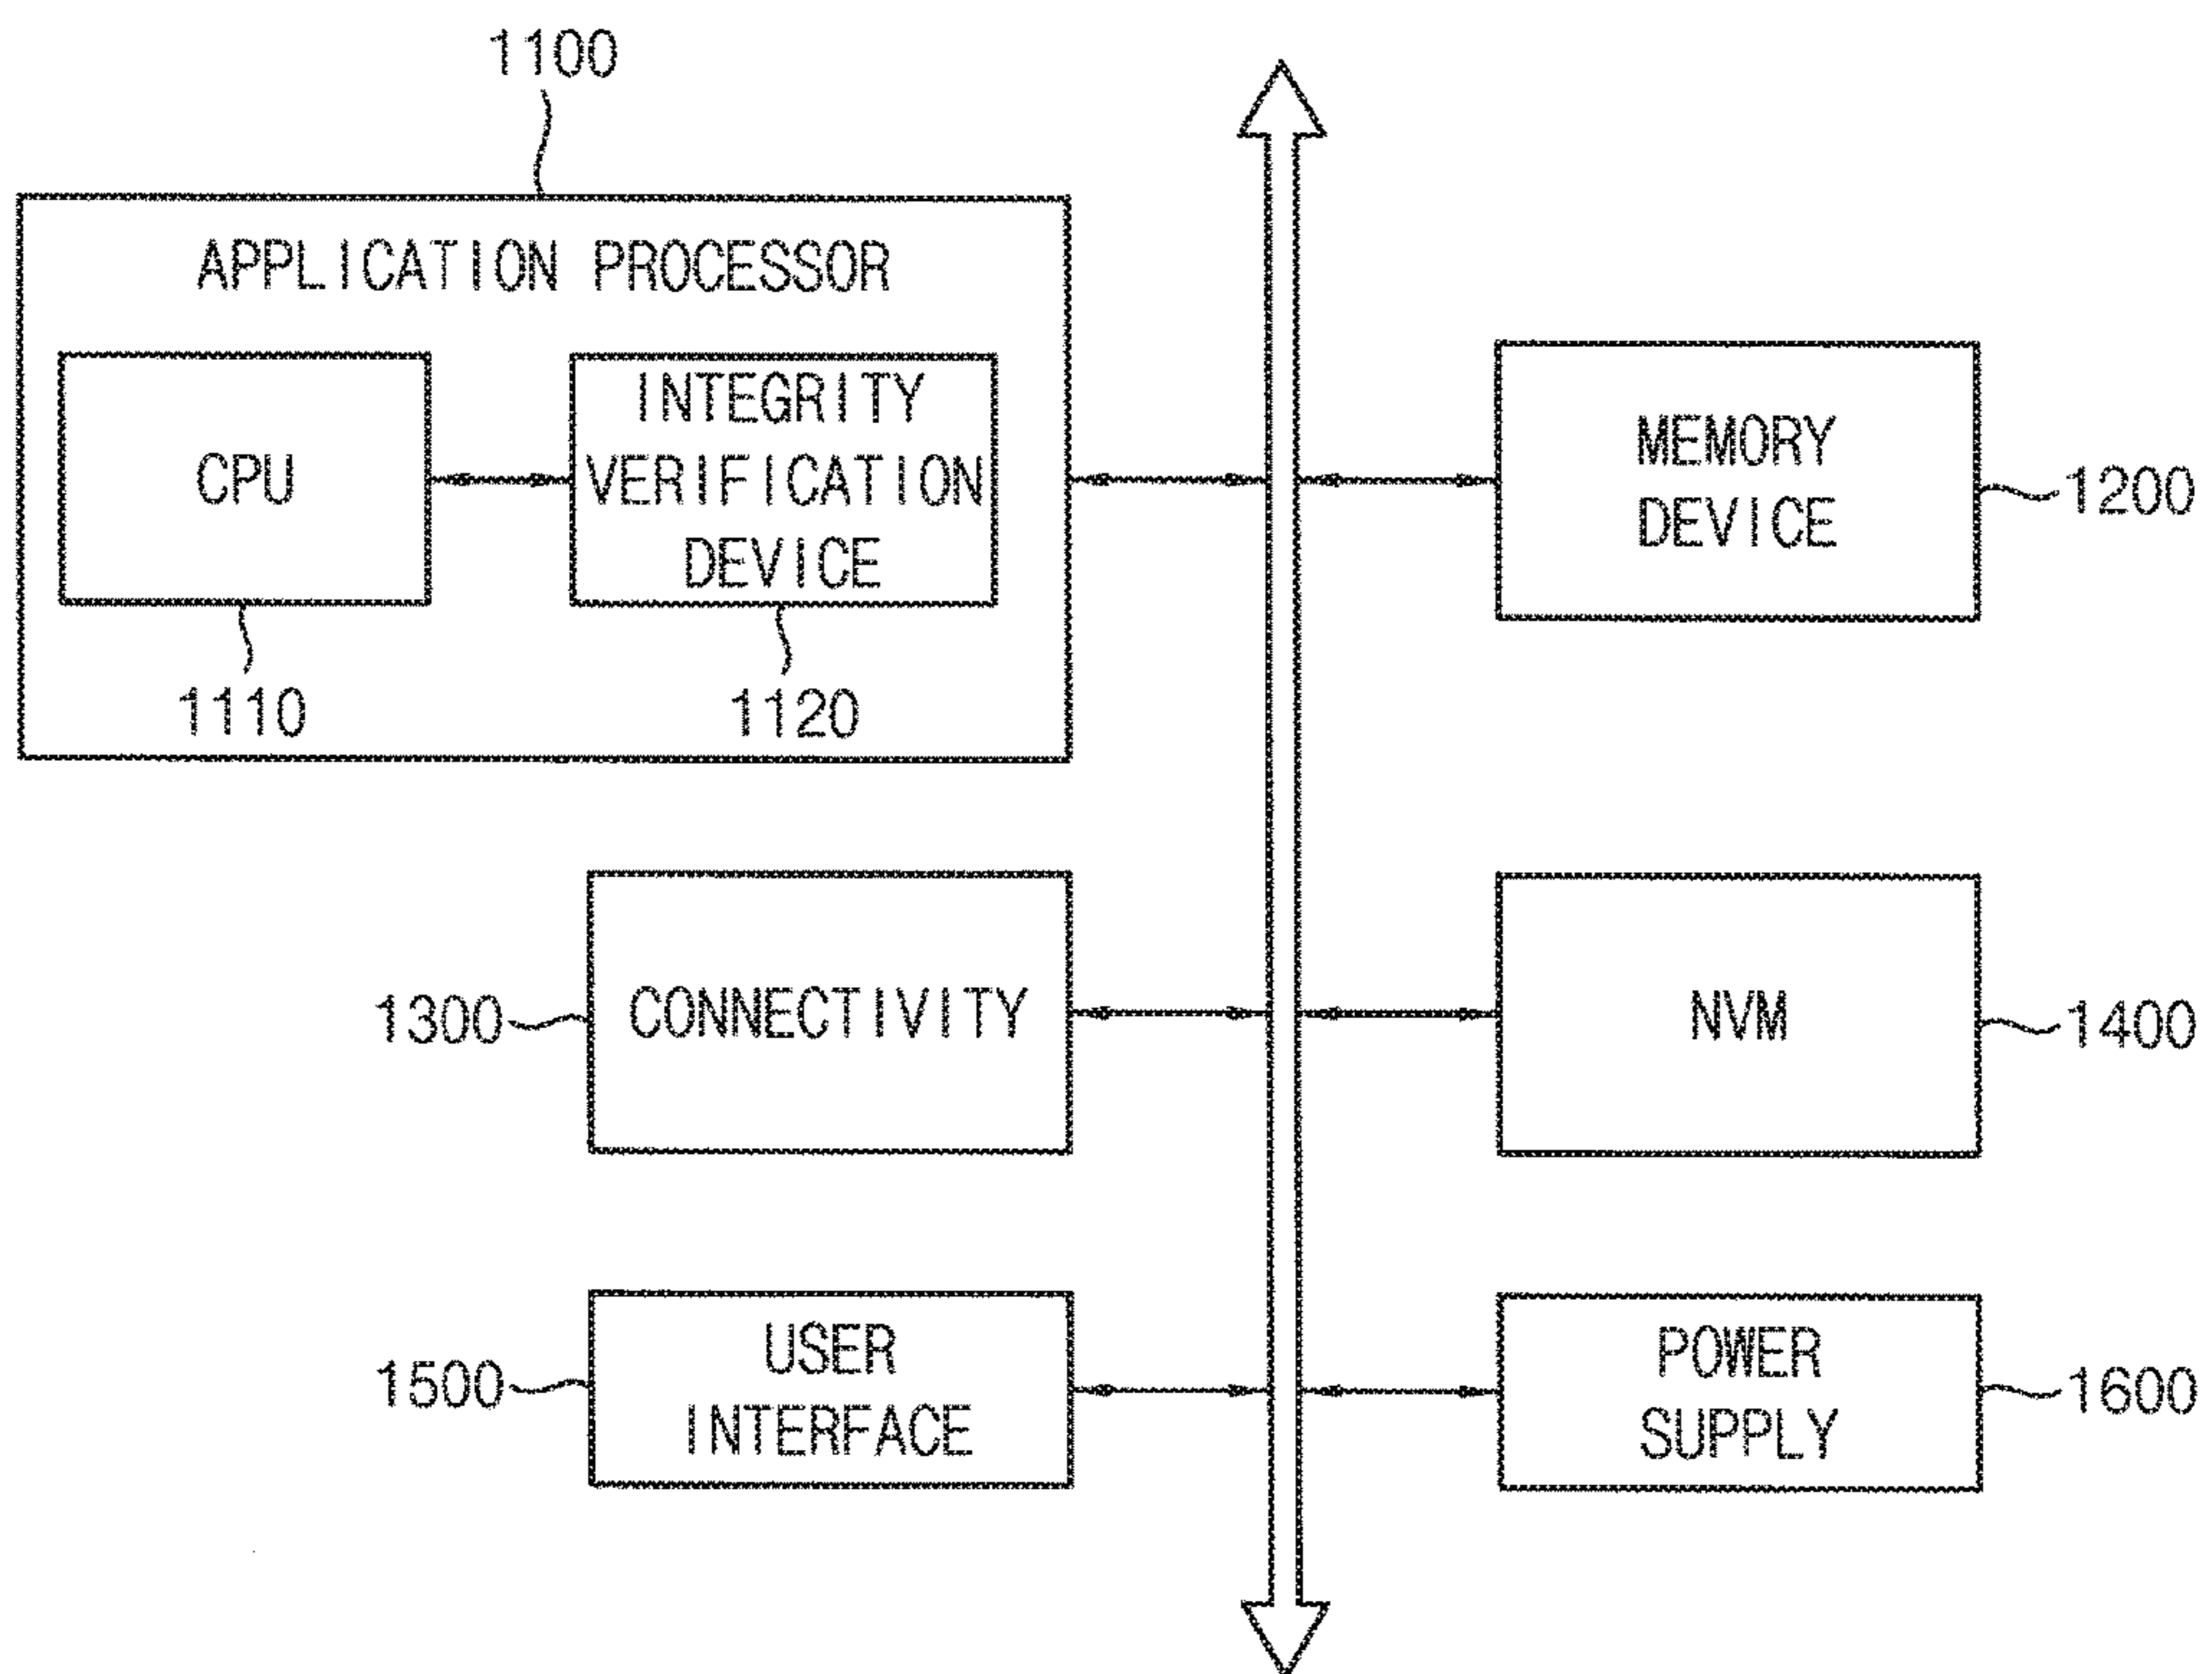 1100
APPLICATION PROCESSOR
CPU
INTEGRITY
VERIFICATION
DEVICE
1110
1120
MEMORY
DEVICE
1200
1300
CONNECTIVITY
NVM
1400
1500
USER
INTERFACE
POWER
SUPPLY
1600